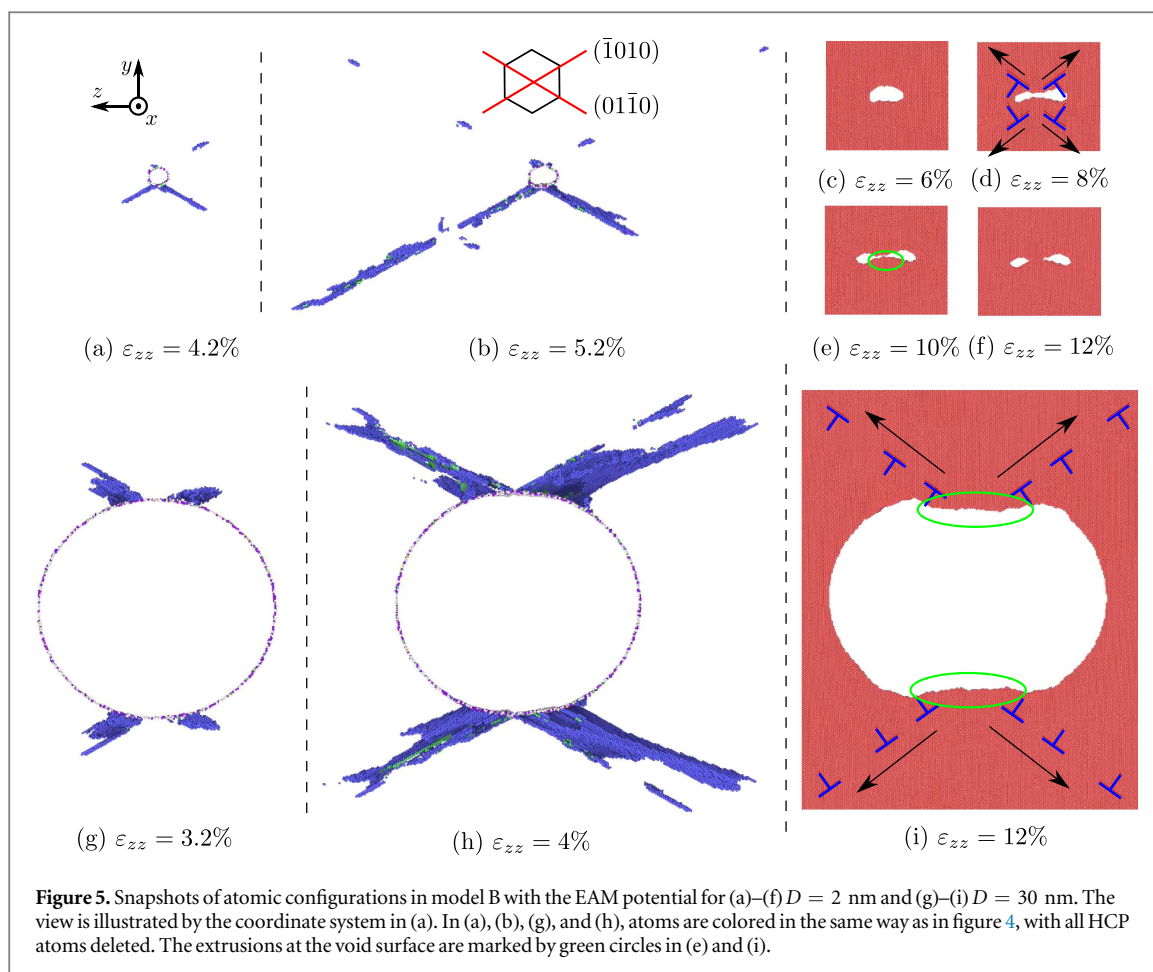 y
z
x
(1̄010)
(011̄0)
(a) ε_zz = 4.2%
(b) ε_zz = 5.2%
(c) ε_zz = 6%
(d) ε_zz = 8%
(e) ε_zz = 10%
(f) ε_zz = 12%
(g) ε_zz = 3.2%
(h) ε_zz = 4%
(i) ε_zz = 12%
Figure 5. Snapshots of atomic configurations in model B with the EAM potential for (a)–(f) D = 2 nm and (g)–(i) D = 30 nm. The
view is illustrated by the coordinate system in (a). In (a), (b), (g), and (h), atoms are colored in the same way as in figure 4, with all HCP
atoms deleted. The extrusions at the void surface are marked by green circles in (e) and (i).